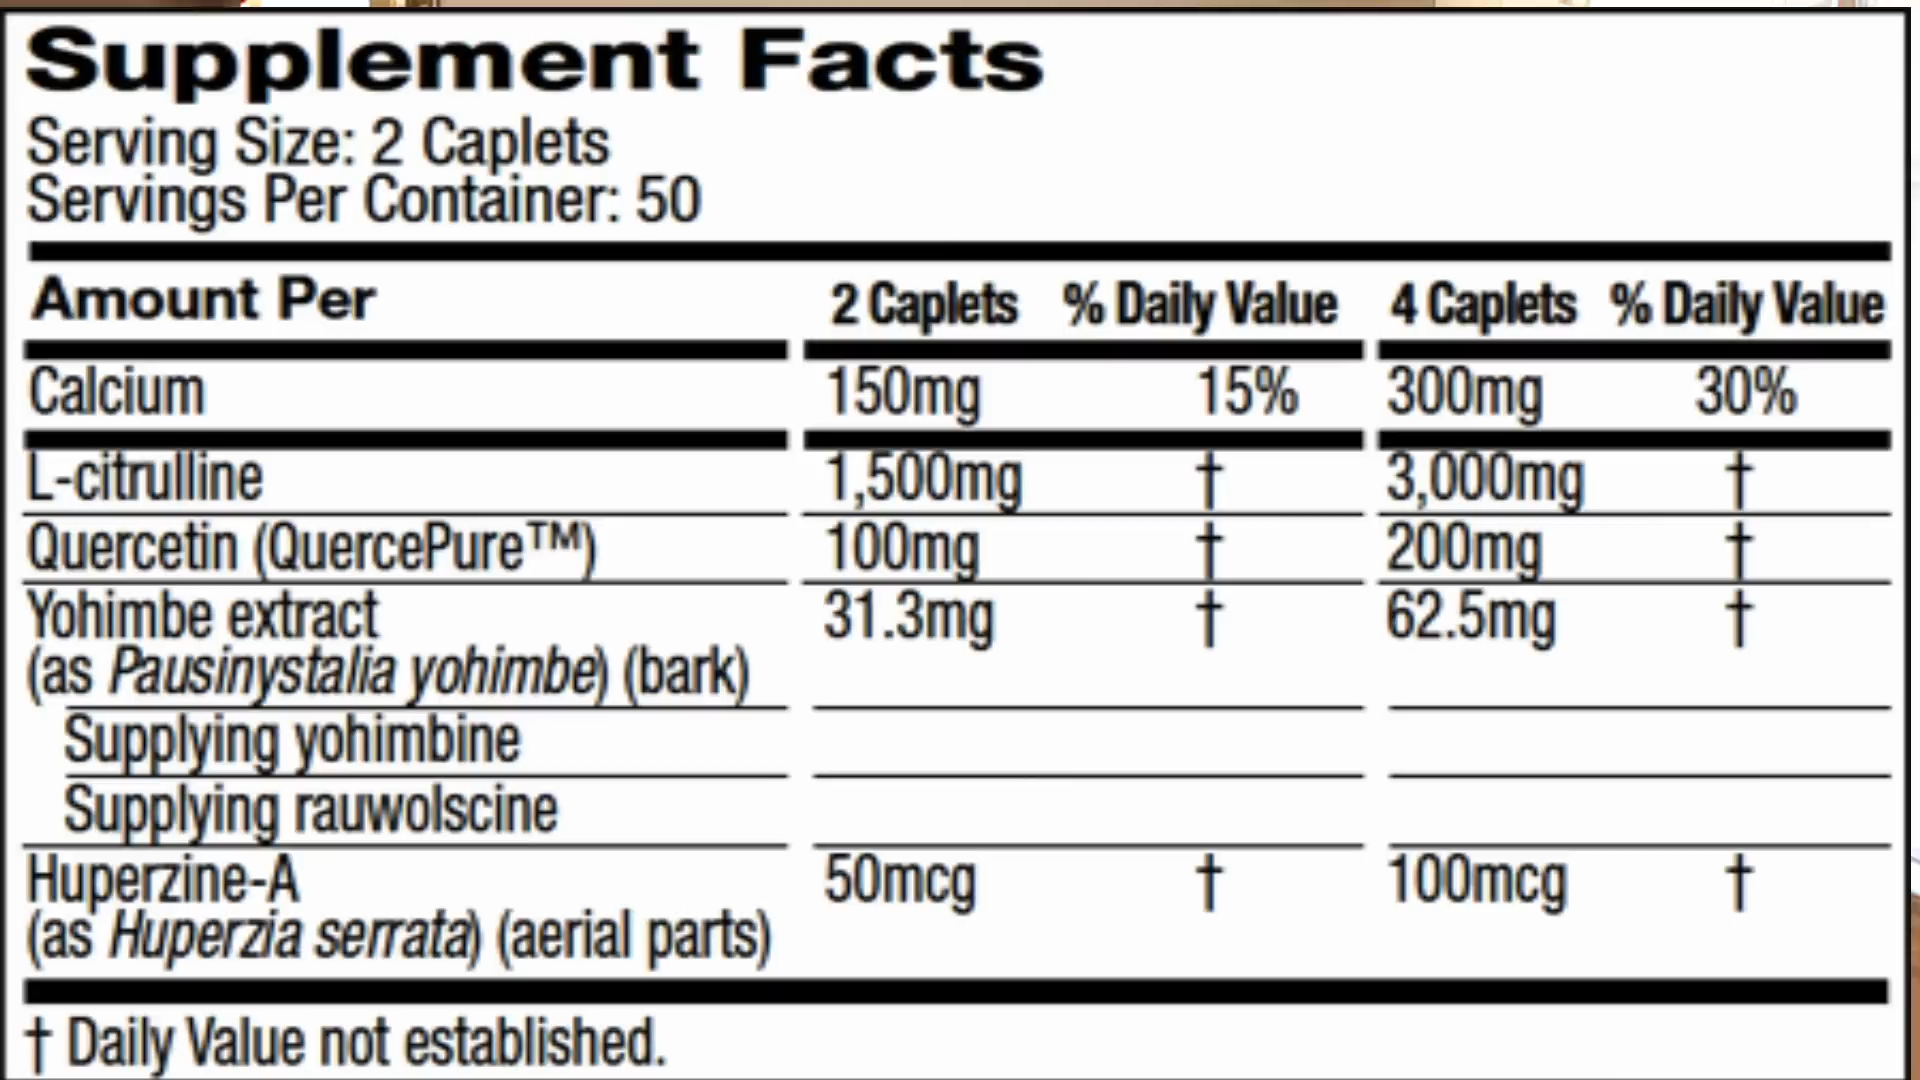 Supplement Facts
Serving Size: 2 Caplets
Servings Per Container: 50
Amount Per 2 Caplets % Daily Value 4 Caplets % Daily Value
Calcium 150mg 15% 300mg 30%
L-citrulline 1,500mg † 3,000mg †
Quercetin (QuercePure™) 100mg † 200mg †
Yohimbe extract 31.3mg † 62.5mg †
(as Pausinystalia yohimbe) (bark)
Supplying yohimbine
Supplying rauwolscine
Huperzine-A 50mcg † 100mcg †
(as Huperzia serrata) (aerial parts)
† Daily Value not established.